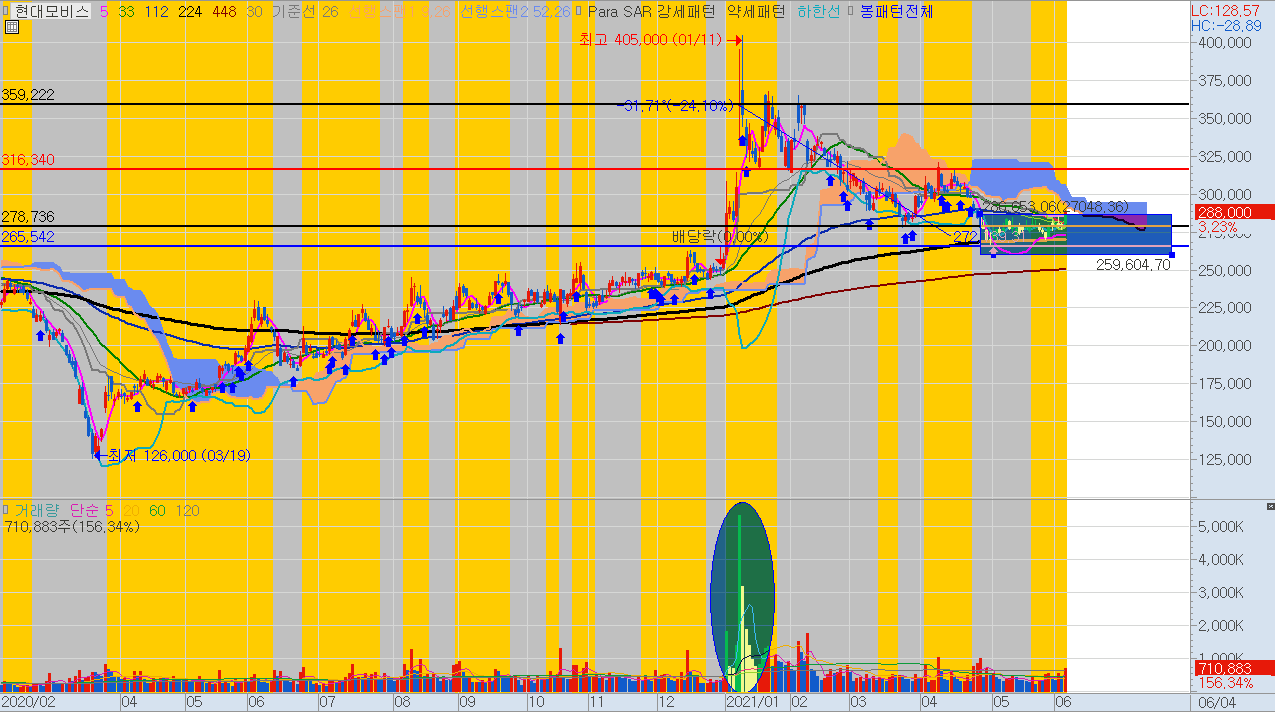 현대모비스 5 33 112 224 448 30 기준선 26 선행스팬1 9,26 선행스팬2 52,26 Para SAR 강세패턴 약세패턴 하한선 봉패턴전체
LC:128,57
HC:-28,89
최고 405,000 (01/11)
400,000
375,000
359,222
-31,71°(-24,10%)
350,000
316,340
325,000
300,000
278,736
288,000
3,23%
275,000
265,542
배당락(0,00%)
272
259,604.70
250,000
225,000
200,000
175,000
150,000
최저 126,000 (03/19)
125,000
거래량 단순 5 20 60 120
710,883주(156,34%)
5,000K
4,000K
3,000K
2,000K
1,000K
710,883
156,34%
2020/03 04 05 06 07 08 09 10 11 12 2021/01 02 03 04 05 06 06/04